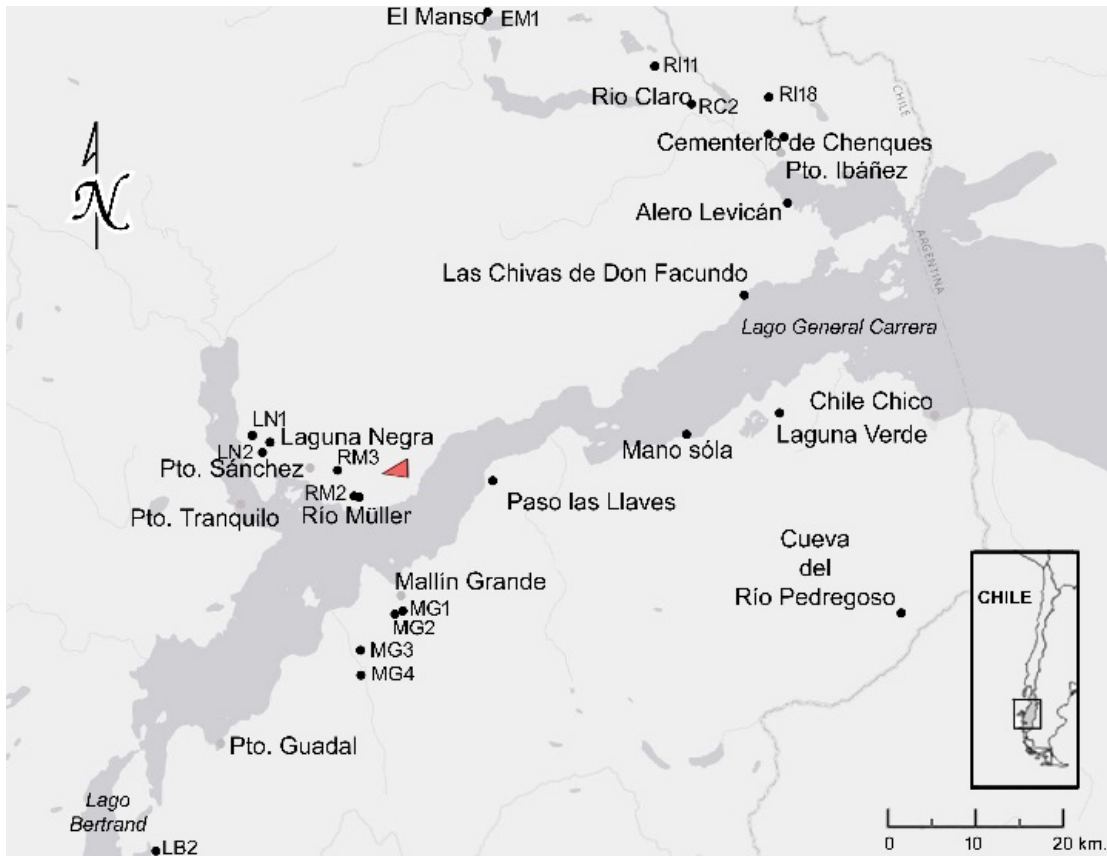 El Manso
EM1
RI11
Rio Claro
RC2
RI18
CHILE
Cementerio de Chenques
Pto. Ibáñez
N
Alero Levicán
ARGENTINA
Las Chivas de Don Facundo
Lago General Carrera
LN1
Laguna Negra
LN2
RM3
Pto. Sánchez
RM2
Río Müller
Pto. Tranquilo
Chile Chico
Laguna Verde
Mano sóla
Paso las Llaves
Cueva
del
Río Pedregoso
Mallín Grande
MG1
MG2
MG3
MG4
CHILE
Pto. Guadal
Lago
Bertrand
LB2
0 10 20 km.